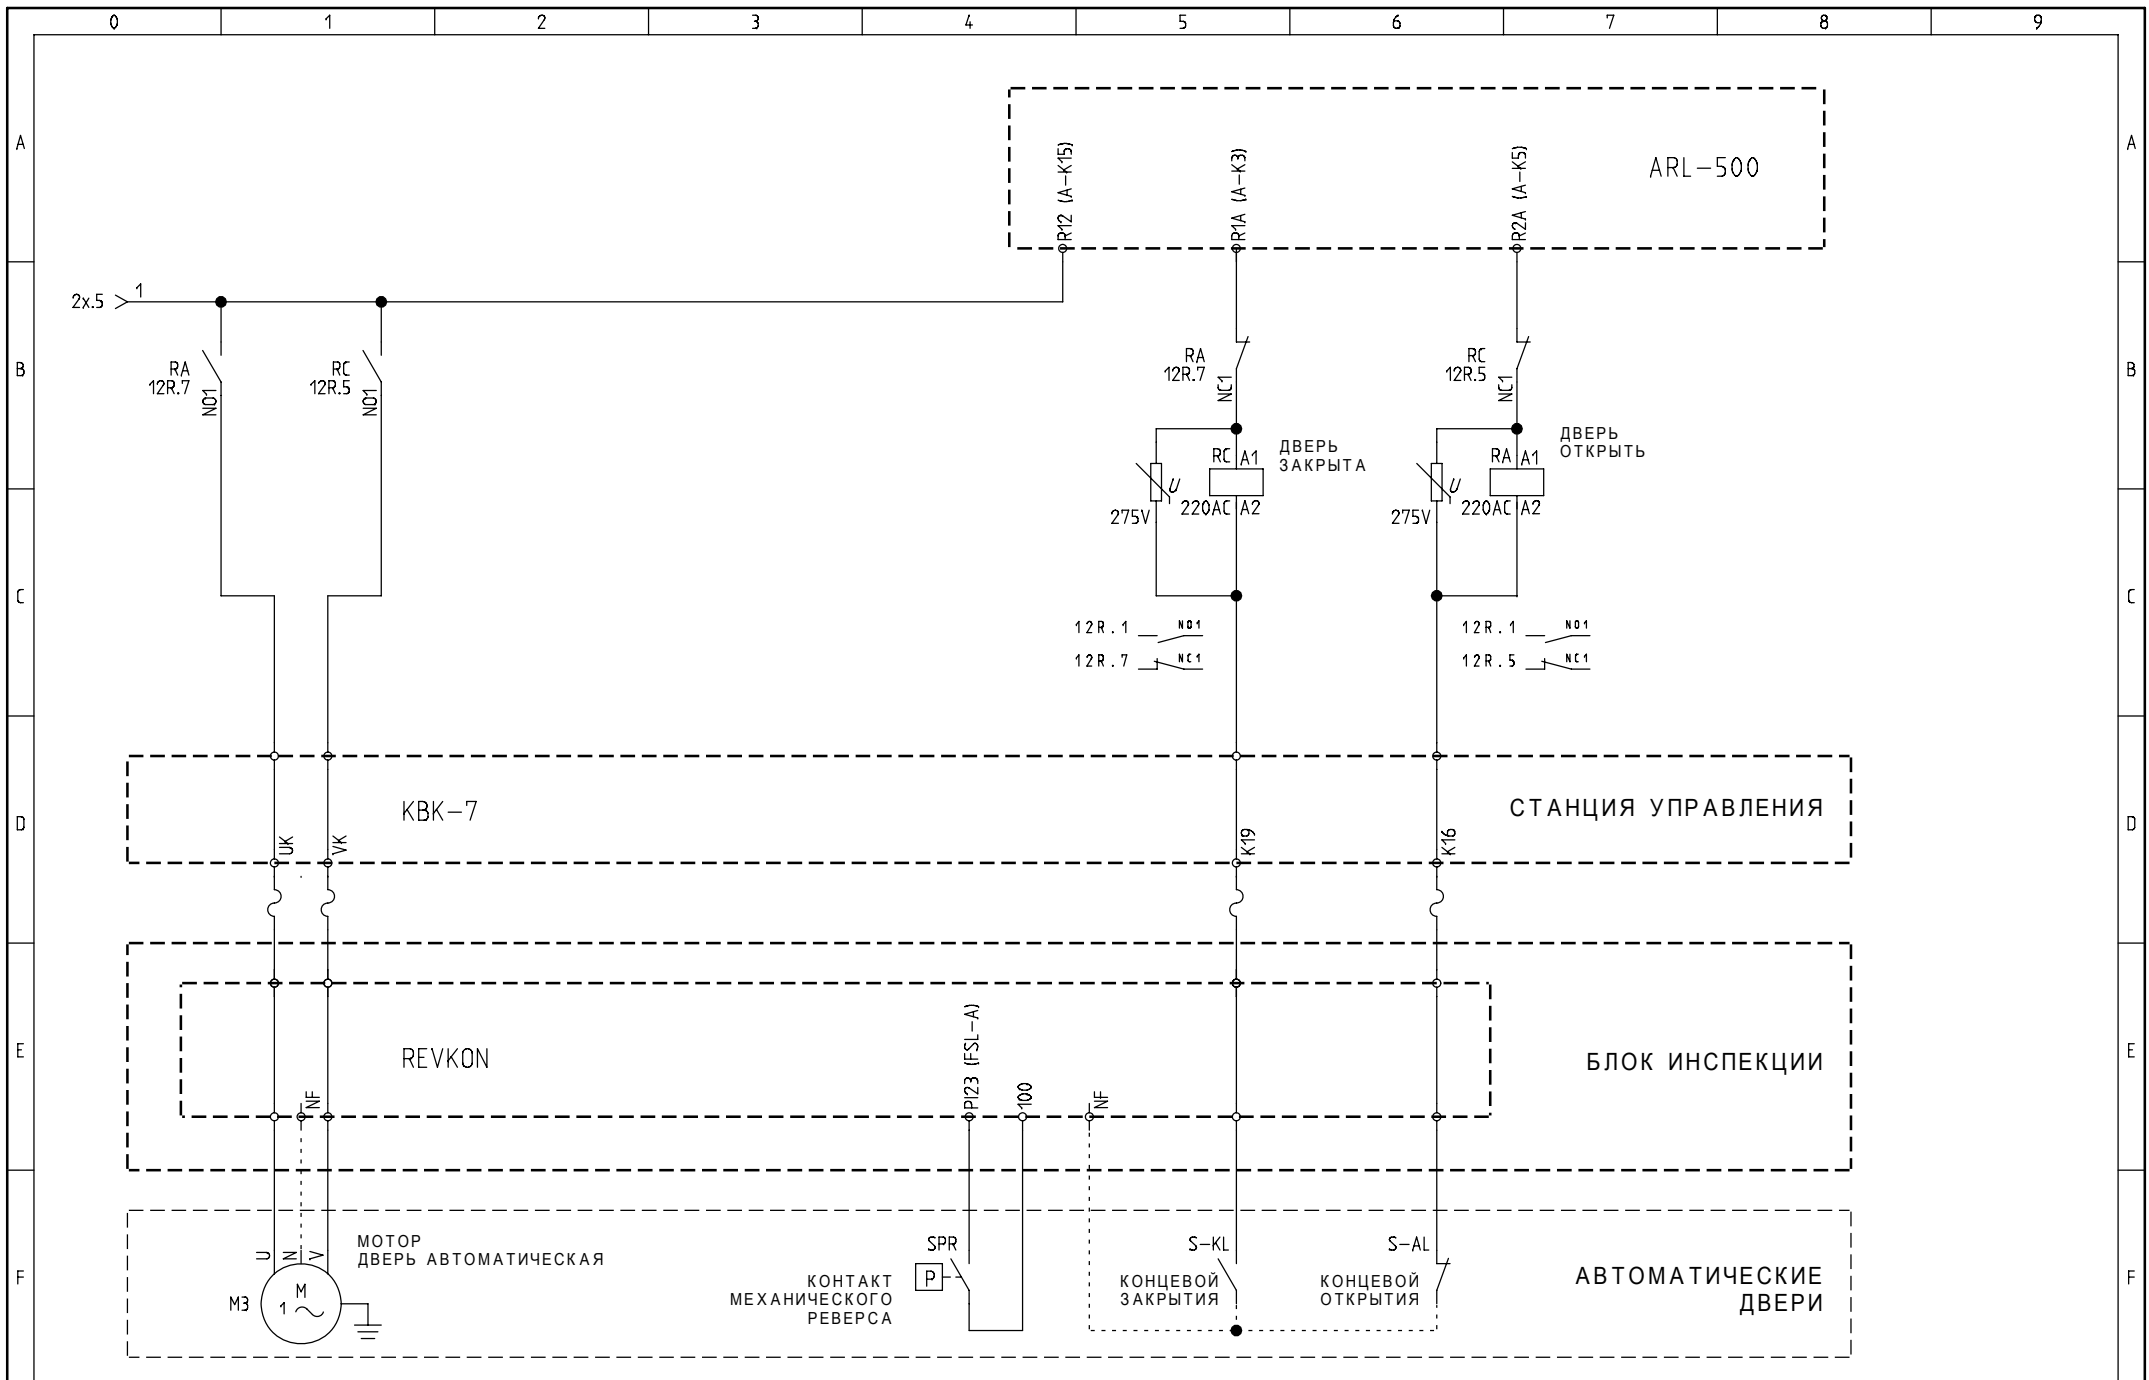 0 1 2 3 4 5 6 7 8 9
A
A
R12 (A-K15)
R1A (A-K3)
R2A (A-K5)
ARL-500
2x.5
1
B
B
RA
12R.7
NO1
RC
12R.5
NO1
RA
12R.7
NC1
RC
12R.5
NC1
ДВЕРЬ
ЗАКРЫТА
ДВЕРЬ
ОТКРЫТЬ
U
275V
RC A1
220AC A2
U
275V
RA A1
220AC A2
C
C
12R.1 NO1
12R.7 NC1
12R.1 NO1
12R.5 NC1
D
D
KBK-7
СТАНЦИЯ УПРАВЛЕНИЯ
UK
VK
K19
K16
E
E
REVKON
БЛОК ИНСПЕКЦИИ
NF
PI23 (FSL-A)
100
NF
F
F
U
N
V
МОТОР
ДВЕРЬ АВТОМАТИЧЕСКАЯ
M3
M
1
SPR
P
КОНТАКТ
МЕХАНИЧЕСКОГО
РЕВЕРСА
S-KL
КОНЦЕВОЙ
ЗАКРЫТИЯ
S-AL
КОНЦЕВОЙ
ОТКРЫТИЯ
АВТОМАТИЧЕСКИЕ
ДВЕРИ